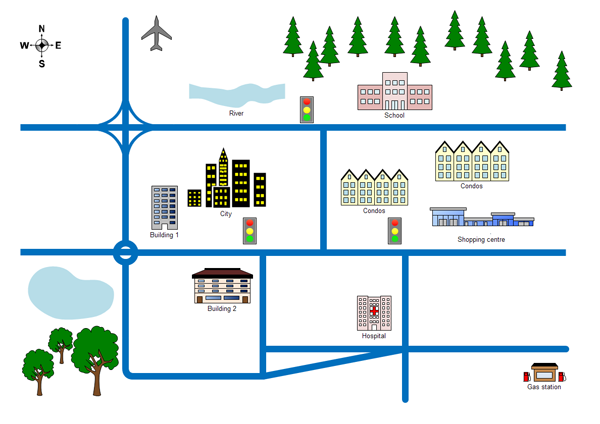 N
W E
S
River
School
Condos
Condos
City
Building 1
Shopping centre
Building 2
Hospital
Gas station